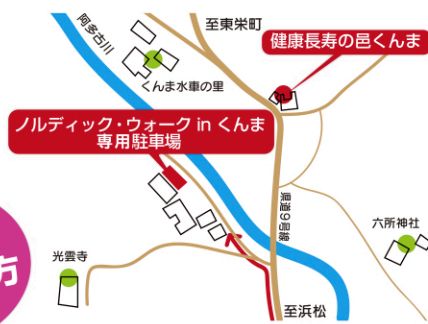 至東栄町
阿多古川
健康長寿の邑くんま
くんま水車の里
ノルディック・ウォーク in くんま
専用駐車場
県道9号線
六所神社
光雲寺
方
至浜松